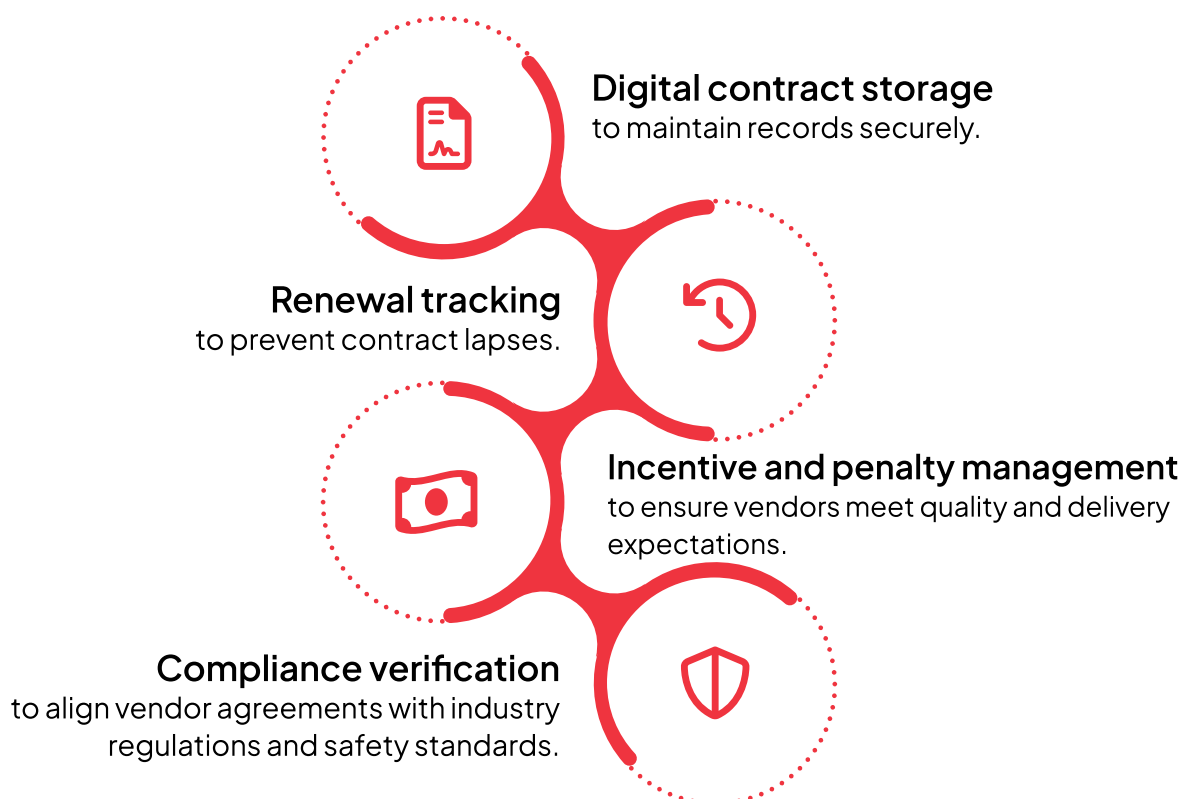 Digital contract storage
to maintain records securely.
Renewal tracking
to prevent contract lapses.
Incentive and penalty management
to ensure vendors meet quality and delivery
expectations.
Compliance verification
to align vendor agreements with industry
regulations and safety standards.